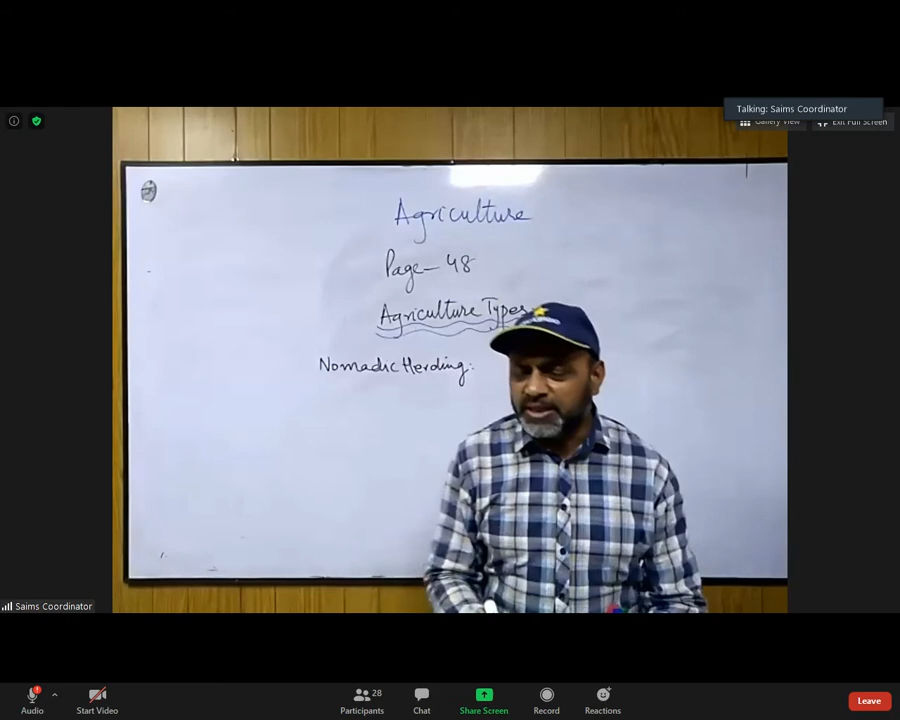 Talking: Saims Coordinator
Gallery View
Exit Full Screen
Agriculture
Page – 48
Agriculture Types
Nomadic Herding:
Saims Coordinator
Audio
Start Video
28
Participants
Chat
Share Screen
Record
Reactions
Leave